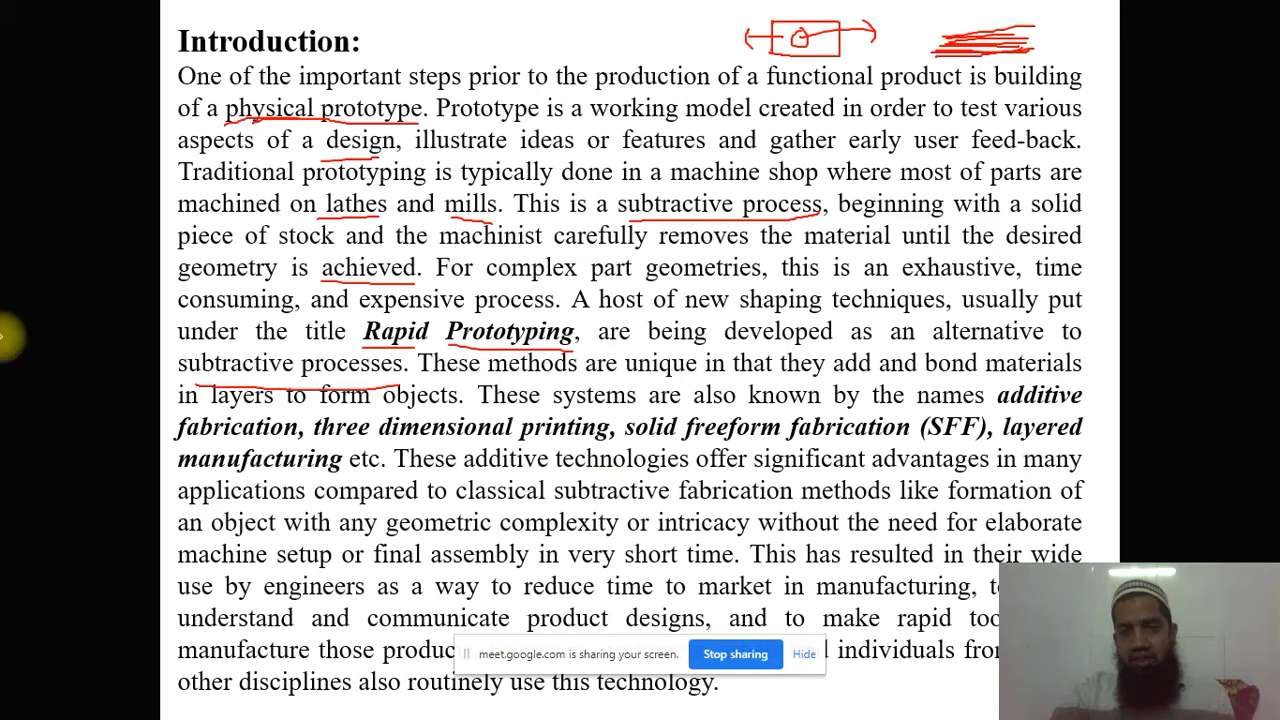 Introduction:
One of the important steps prior to the production of a functional product is building
of a physical prototype. Prototype is a working model created in order to test various
aspects of a design, illustrate ideas or features and gather early user feed-back.
Traditional prototyping is typically done in a machine shop where most of parts are
machined on lathes and mills. This is a subtractive process, beginning with a solid
piece of stock and the machinist carefully removes the material until the desired
geometry is achieved. For complex part geometries, this is an exhaustive, time
consuming, and expensive process. A host of new shaping techniques, usually put
under the title Rapid Prototyping, are being developed as an alternative to
subtractive processes. These methods are unique in that they add and bond materials
in layers to form objects. These systems are also known by the names additive
fabrication, three dimensional printing, solid freeform fabrication (SFF), layered
manufacturing etc. These additive technologies offer significant advantages in many
applications compared to classical subtractive fabrication methods like formation of
an object with any geometric complexity or intricacy without the need for elaborate
machine setup or final assembly in very short time. This has resulted in their wide
use by engineers as a way to reduce time to market in manufacturing,
understand and communicate product designs, and to make rapid
manufacture those individuals
meet.google.com is sharing your screen. Stop sharing Hide
other disciplines also routinely use this technology.